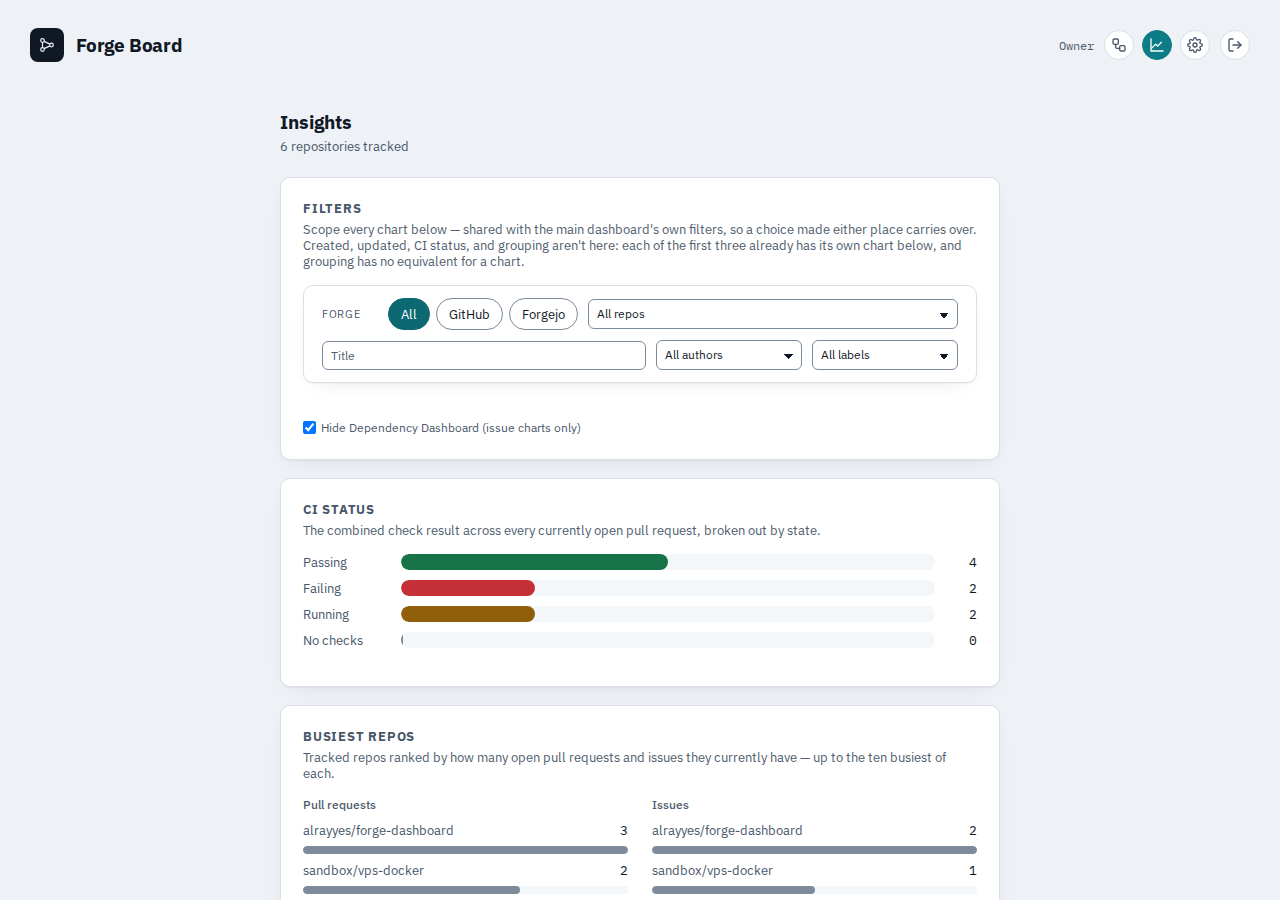 Forge Board
Owner
Insights
6 repositories tracked
FILTERS
Scope every chart below — shared with the main dashboard's own filters, so a choice made either place carries over.
Created, updated, CI status, and grouping aren't here: each of the first three already has its own chart below, and
grouping has no equivalent for a chart.
FORGE All GitHub Forgejo All repos
Title All authors All labels
Hide Dependency Dashboard (issue charts only)
CI STATUS
The combined check result across every currently open pull request, broken out by state.
Passing 4
Failing 2
Running 2
No checks 0
BUSIEST REPOS
Tracked repos ranked by how many open pull requests and issues they currently have — up to the ten busiest of
each.
Pull requests Issues
alrayyes/forge-dashboard 3 alrayyes/forge-dashboard 2
sandbox/vps-docker 2 sandbox/vps-docker 1